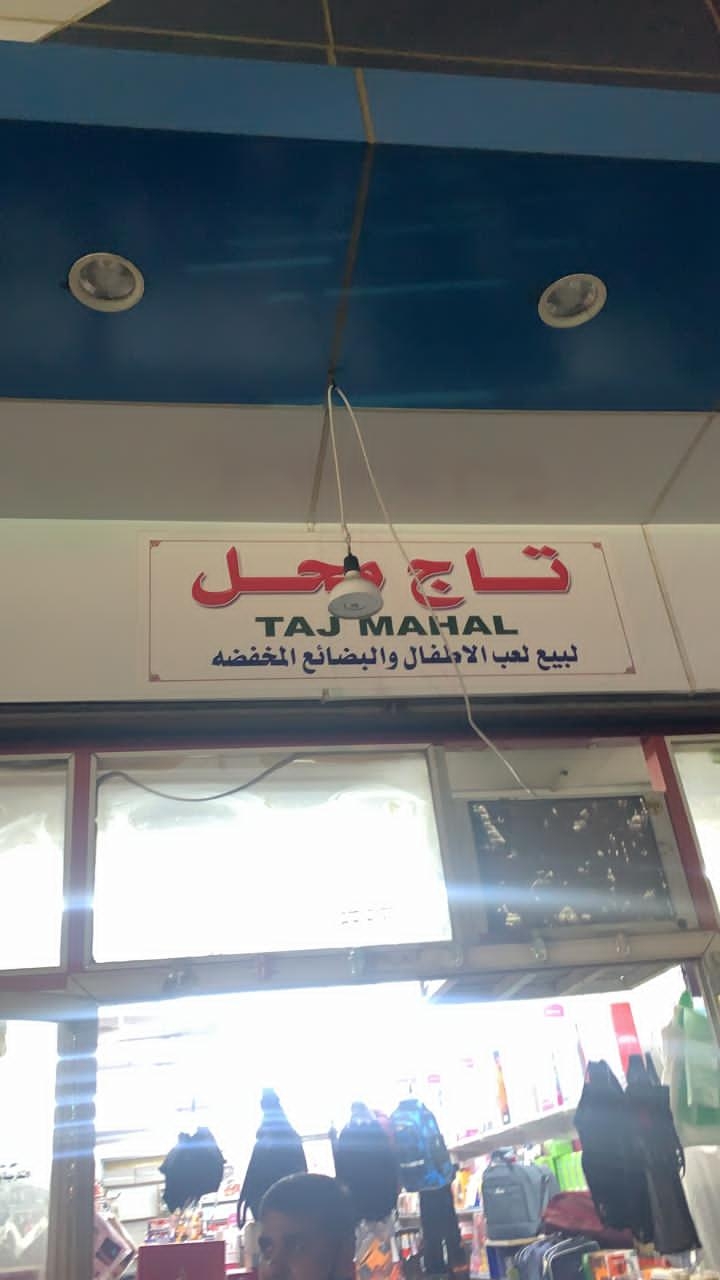 تاج محل
TAJ MAHAL
لبيع لعب الاطفال والبضائع المخفضه